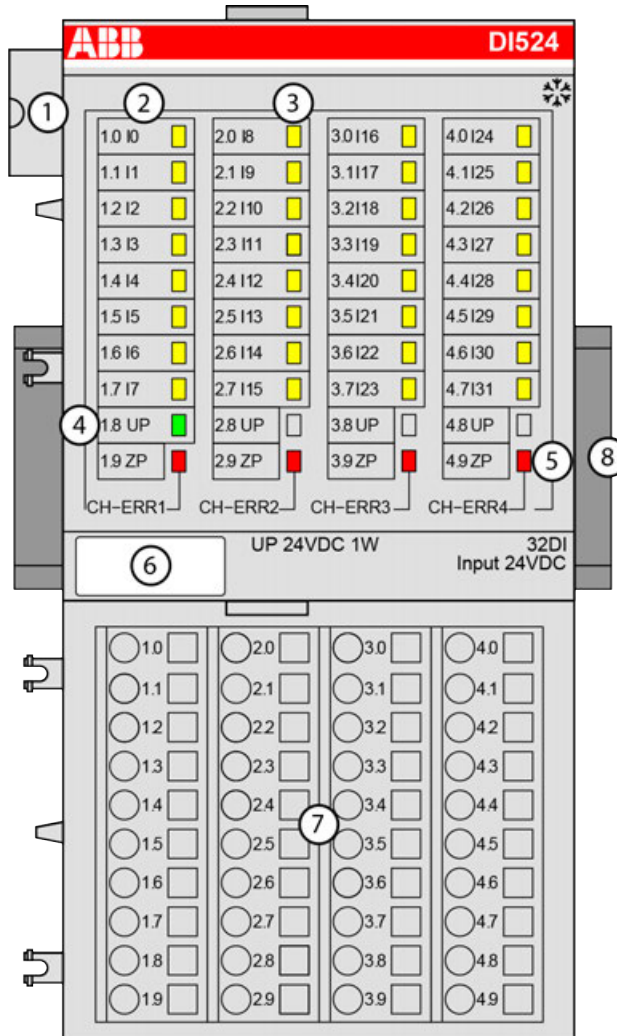 ABB DI524
1 2 3
1.0 I0 2.0 I8 3.0 I16 4.0 I24
1.1 I1 2.1 I9 3.1 I17 4.1 I25
1.2 I2 2.2 I10 3.2 I18 4.2 I26
1.3 I3 2.3 I11 3.3 I19 4.3 I27
1.4 I4 2.4 I12 3.4 I20 4.4 I28
1.5 I5 2.5 I13 3.5 I21 4.5 I29
1.6 I6 2.6 I14 3.6 I22 4.6 I30
1.7 I7 2.7 I15 3.7 I23 4.7 I31
4 1.8 UP 2.8 UP 3.8 UP 4.8 UP
1.9 ZP 2.9 ZP 3.9 ZP 4.9 ZP 5 8
CH-ERR1 CH-ERR2 CH-ERR3 CH-ERR4
UP 24VDC 1W 32DI
6 Input 24VDC
1.0 2.0 3.0 4.0
1.1 2.1 3.1 4.1
1.2 2.2 3.2 4.2
1.3 2.3 3.3 4.3
1.4 2.4 3.4 4.4
7
1.5 2.5 3.5 4.5
1.6 2.6 3.6 4.6
1.7 2.7 3.7 4.7
1.8 2.8 3.8 4.8
1.9 2.9 3.9 4.9